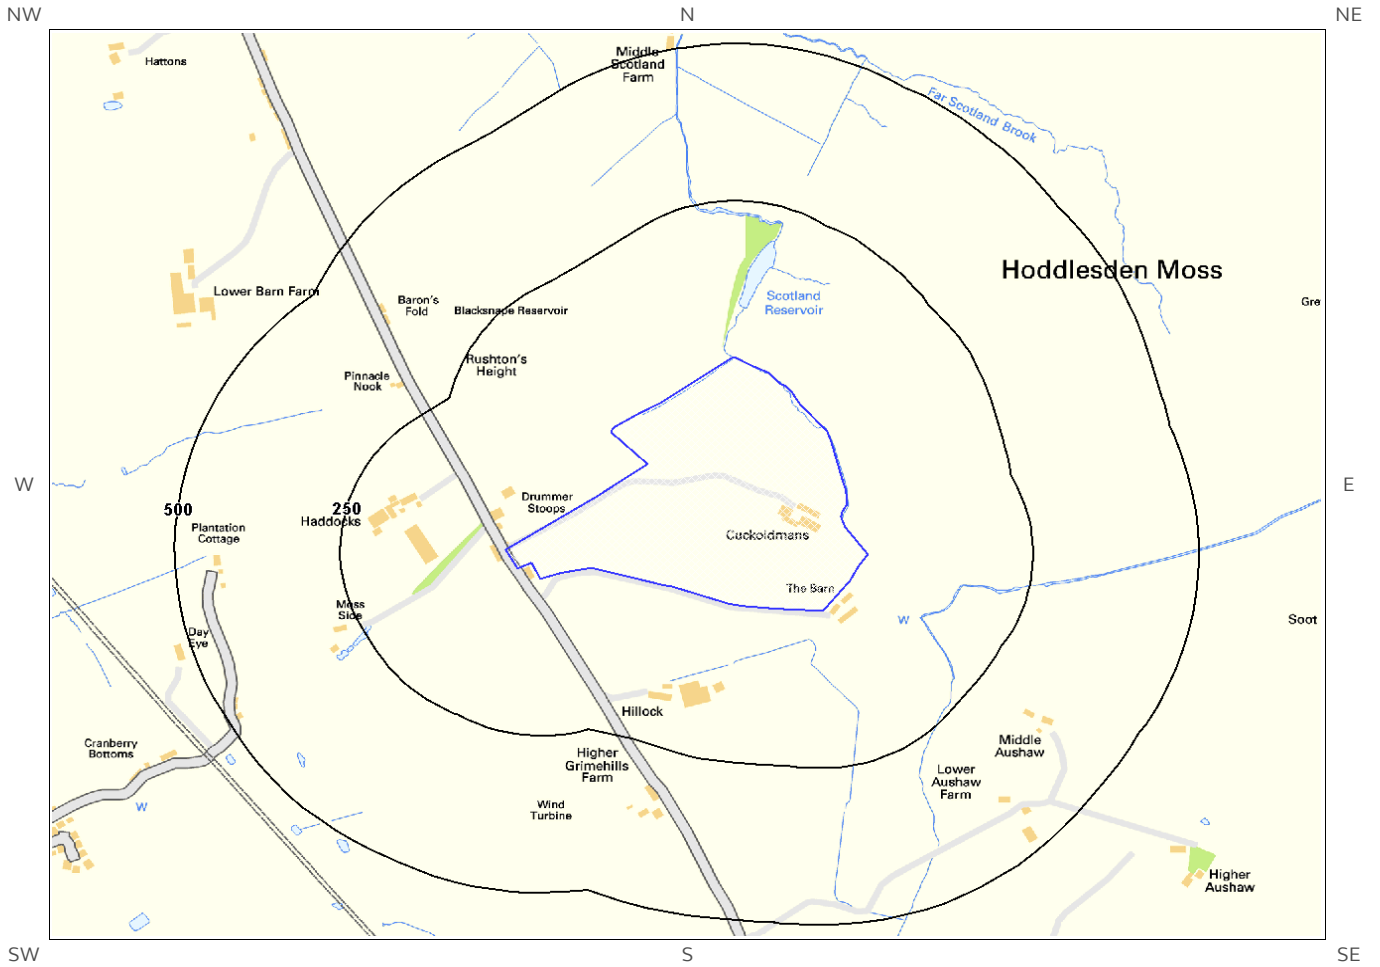 NW
N
NE
Hattons
Middle
Scotland
Farm
Far Scotland Brook
Hoddlesden Moss
Lower Barn Farm
Baron's
Fold
Blacksnape Reservoir
Scotland
Reservoir
Gre
Rushton's
Height
Pinnacle
Nook
W
E
500
250
Drummer
Stoops
Haddocks
Plantation
Cottage
Cuckoldmans
The Barn
Moss
Side
W
Soot
Day
Eye
Hillock
Cranberry
Bottoms
Higher
Grimehills
Farm
Middle
Aushaw
Lower
Aushaw
Farm
W
Wind
Turbine
Higher
Aushaw
SW
S
SE